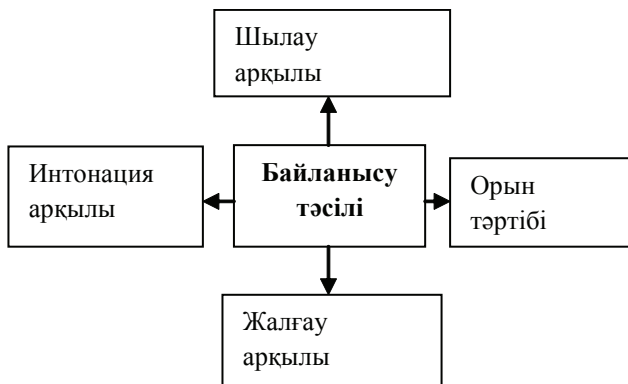 Шылау
арқылы
Интонация
арқылы
Байланысу
тәсілі
Орын
тәртібі
Жалғау
арқылы